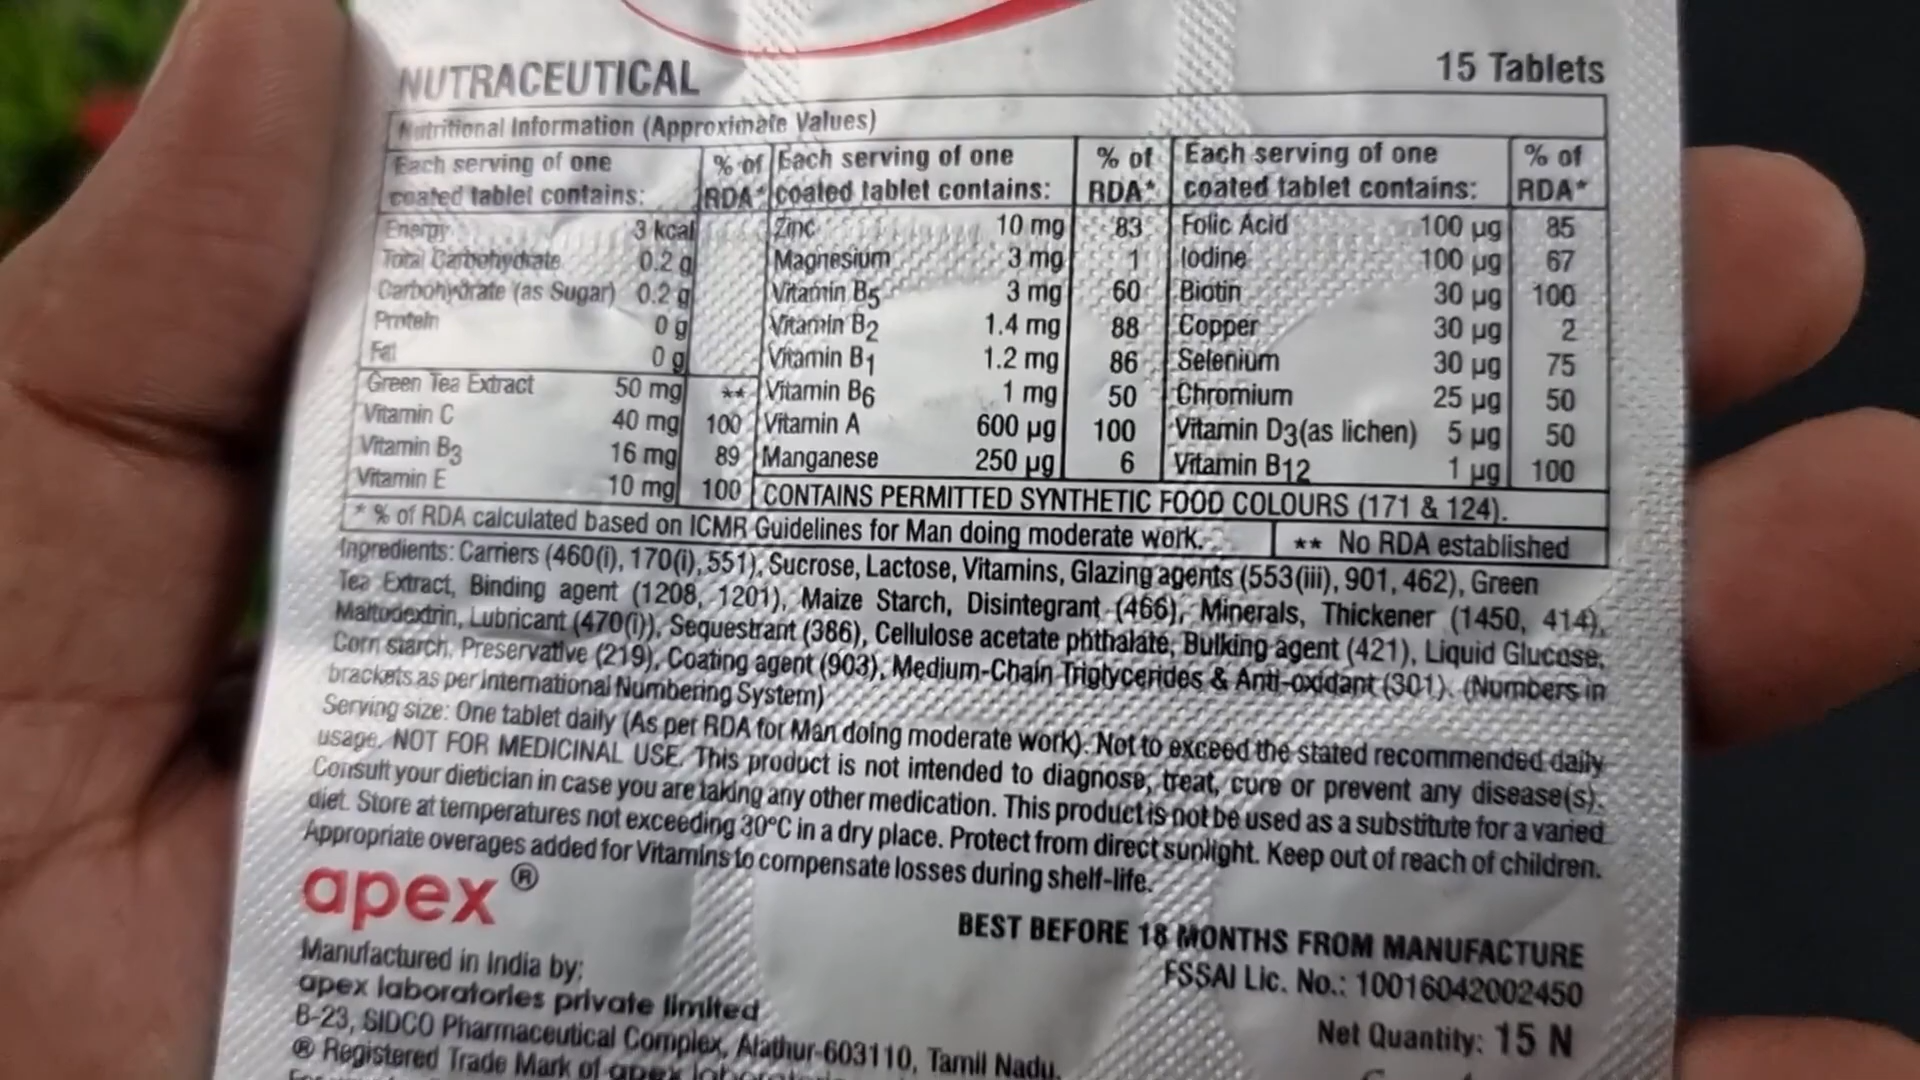 NUTRACEUTICAL 15 Tablets
Nutritional Information (Approximate Values)
Each serving of one coated tablet contains: % of RDA*
Energy 3 kcal
Total Carbohydrate 0.2 g
Carbohydrate (as Sugar) 0.2 g
Protein 0 g
Fat 0 g
Green Tea Extract 50 mg **
Vitamin C 40 mg 100
Vitamin B3 16 mg 89
Vitamin E 10 mg 100
Each serving of one coated tablet contains: % of RDA*
Zinc 10 mg 83
Magnesium 3 mg 1
Vitamin B5 3 mg 60
Vitamin B2 1.4 mg 88
Vitamin B1 1.2 mg 86
Vitamin B6 1 mg 50
Vitamin A 600 µg 100
Manganese 250 µg 6
Each serving of one coated tablet contains: % of RDA*
Folic Acid 100 µg 85
Iodine 100 µg 67
Biotin 30 µg 100
Copper 30 µg 2
Selenium 30 µg 75
Chromium 25 µg 50
Vitamin D3(as lichen) 5 µg 50
Vitamin B12 1 µg 100
CONTAINS PERMITTED SYNTHETIC FOOD COLOURS (171 & 124).
* % of RDA calculated based on ICMR Guidelines for Man doing moderate work. ** No RDA established
Ingredients: Carriers (460(i), 170(i), 551), Sucrose, Lactose, Vitamins, Glazing agents (553(iii), 901, 462), Green
Tea Extract, Binding agent (1208, 1201), Maize Starch, Disintegrant (466), Minerals, Thickener (1450, 414),
Maltodextrin, Lubricant (470(i)), Sequestrant (386), Cellulose acetate phthalate, Bulking agent (421), Liquid Glucose,
Corn starch, Preservative (219), Coating agent (903), Medium-Chain Triglycerides & Anti-oxidant (301). (Numbers in
brackets as per International Numbering System)
Serving size: One tablet daily (As per RDA for Man doing moderate work). Not to exceed the stated recommended daily
usage. NOT FOR MEDICINAL USE. This product is not intended to diagnose, treat, cure or prevent any disease(s).
Consult your dietician in case you are taking any other medication. This product is not be used as a substitute for a varied
diet. Store at temperatures not exceeding 30°C in a dry place. Protect from direct sunlight. Keep out of reach of children.
Appropriate overages added for Vitamins to compensate losses during shelf-life.
apex ®
BEST BEFORE 18 MONTHS FROM MANUFACTURE
FSSAI Lic. No.: 10016042002450
Net Quantity: 15 N
Manufactured in India by:
apex laboratories private limited
B-23, SIDCO Pharmaceutical Complex, Alathur-603110, Tamil Nadu.
® Registered Trade Mark of apex